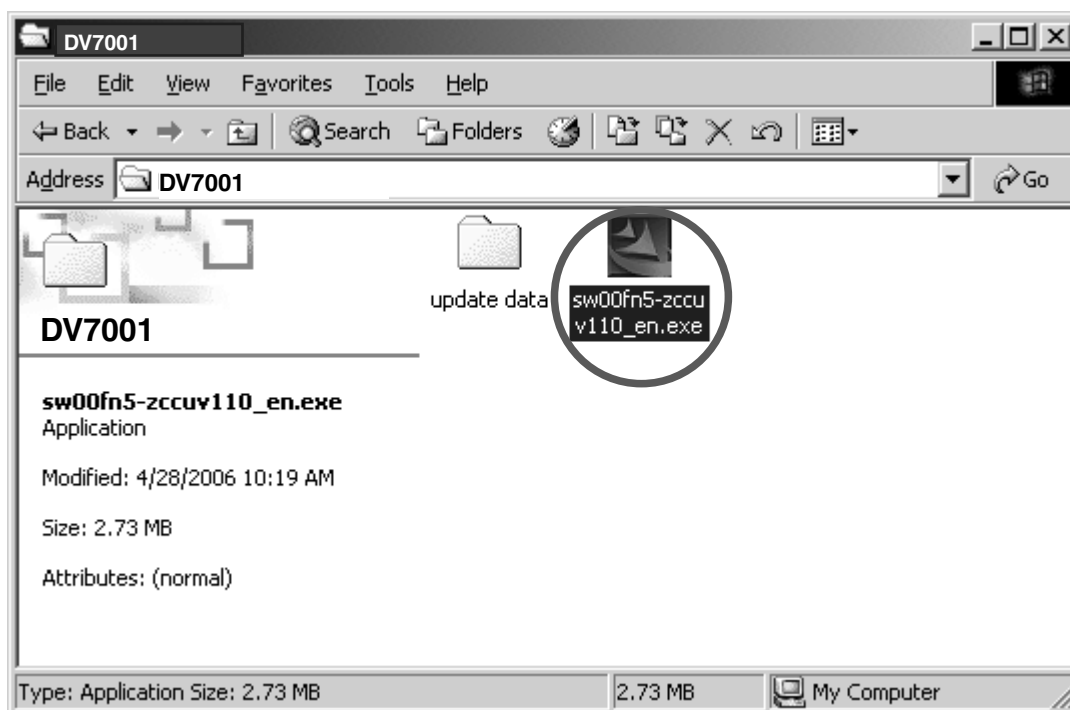 DV7001
File Edit View Favorites Tools Help
Back Search Folders
Address DV7001 Go
update data
sw00fn5-zccu
v110_en.exe
DV7001
sw00fn5-zccuv110_en.exe
Application
Modified: 4/28/2006 10:19 AM
Size: 2.73 MB
Attributes: (normal)
Type: Application Size: 2.73 MB 2.73 MB My Computer